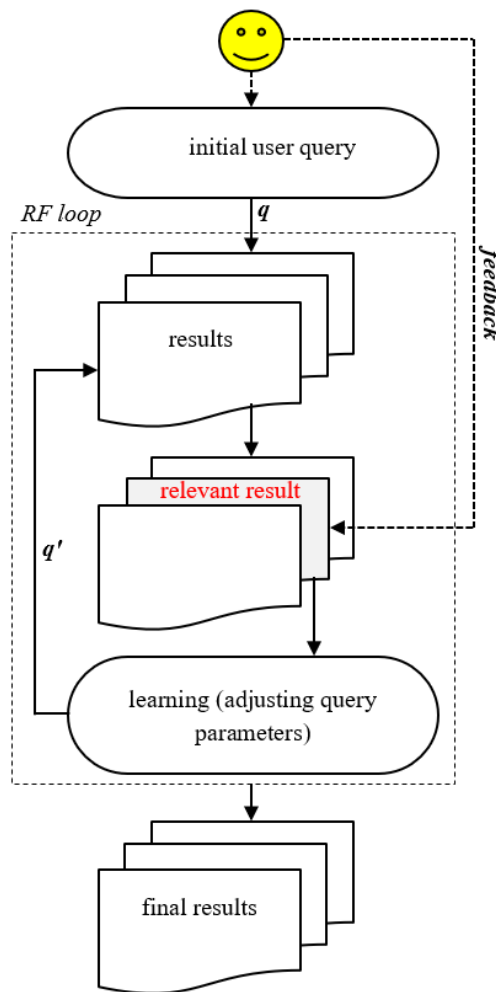 initial user query
RF loop
q
feedback
results
relevant result
q'
learning (adjusting query
parameters)
final results